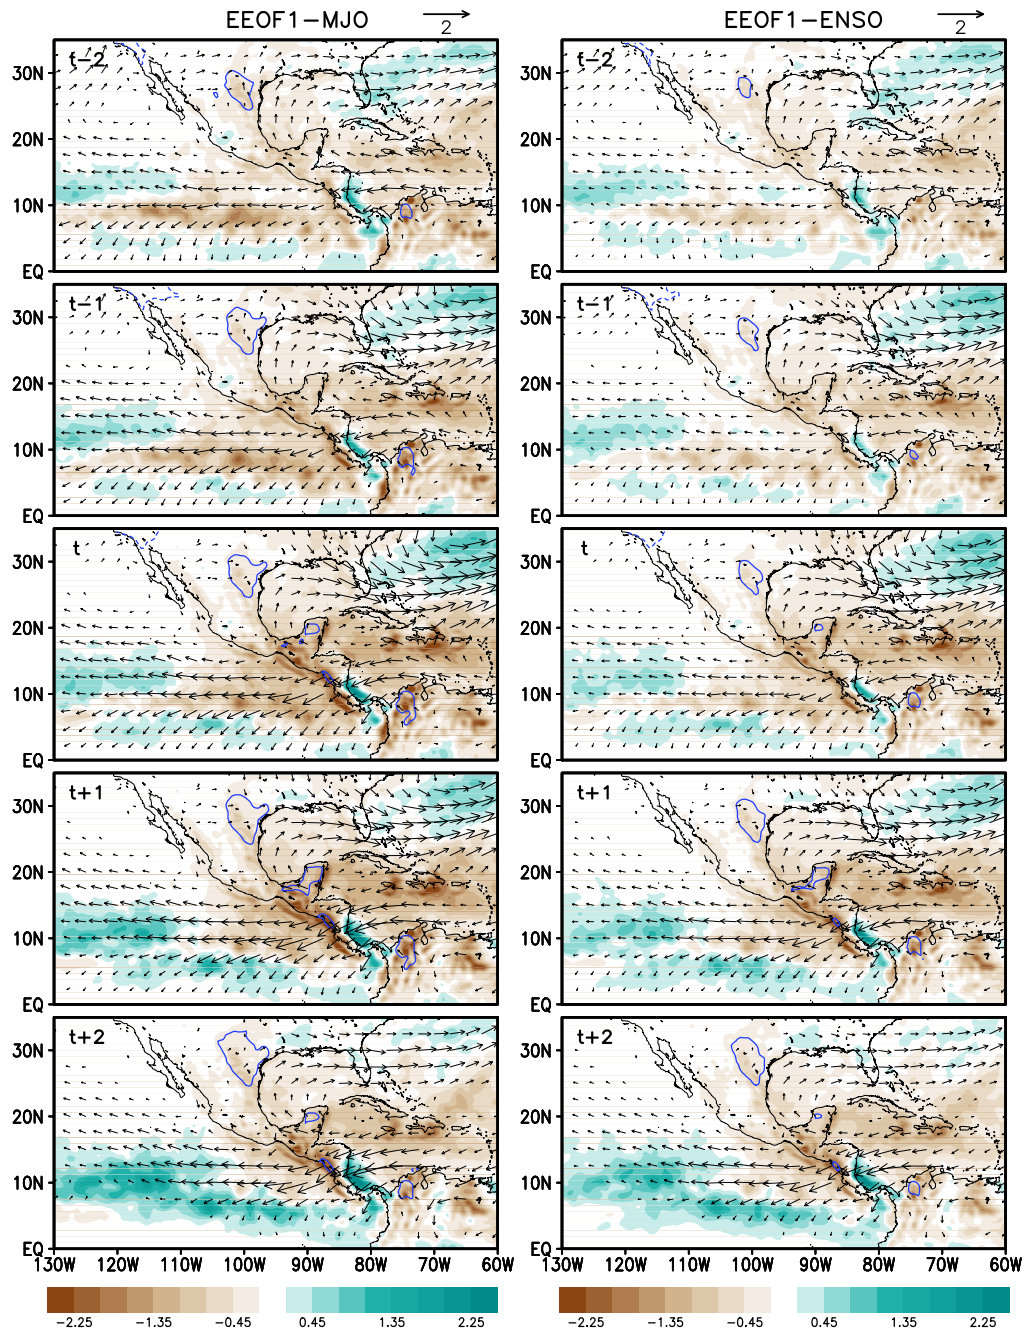 EEOF1−MJO 2 EEOF1−ENSO 2
t−2 t−2
30N 30N
20N 20N
10N 10N
EQ EQ
t−1 t−1
30N 30N
20N 20N
10N 10N
EQ EQ
t t
30N 30N
20N 20N
10N 10N
EQ EQ
t+1 t+1
30N 30N
20N 20N
10N 10N
EQ EQ
t+2 t+2
30N 30N
20N 20N
10N 10N
EQ EQ
130W 120W 110W 100W 90W 80W 70W 60W 130W 120W 110W 100W 90W 80W 70W 60W
−2.25 −1.35 −0.45 0.45 1.35 2.25 −2.25 −1.35 −0.45 0.45 1.35 2.25